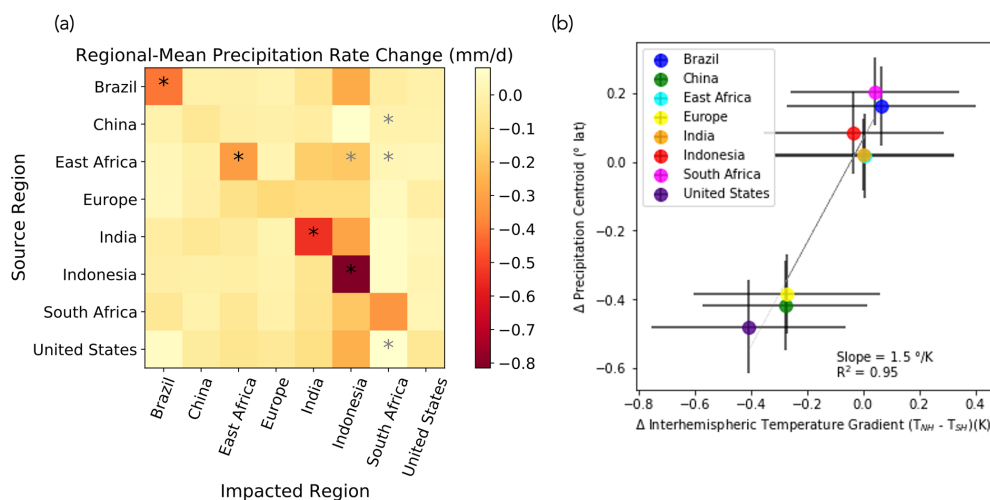 (a)
Regional-Mean Precipitation Rate Change (mm/d)
Source Region
Brazil
China
East Africa
Europe
India
Indonesia
South Africa
United States
*
*
* *
* *
*
*
*
Brazil
China
East Africa
Europe
India
Indonesia
South Africa
United States
Impacted Region
0.0
−0.1
−0.2
−0.3
−0.4
−0.5
−0.6
−0.7
−0.8
(b)
Brazil
China
East Africa
Europe
India
Indonesia
South Africa
United States
Δ Precipitation Centroid (° lat)
0.2
0.0
−0.2
−0.4
−0.6
Slope = 1.5 °/K
R² = 0.95
−0.8 −0.6 −0.4 −0.2 0.0 0.2 0.4
Δ Interhemispheric Temperature Gradient (T_NH - T_SH)(K)